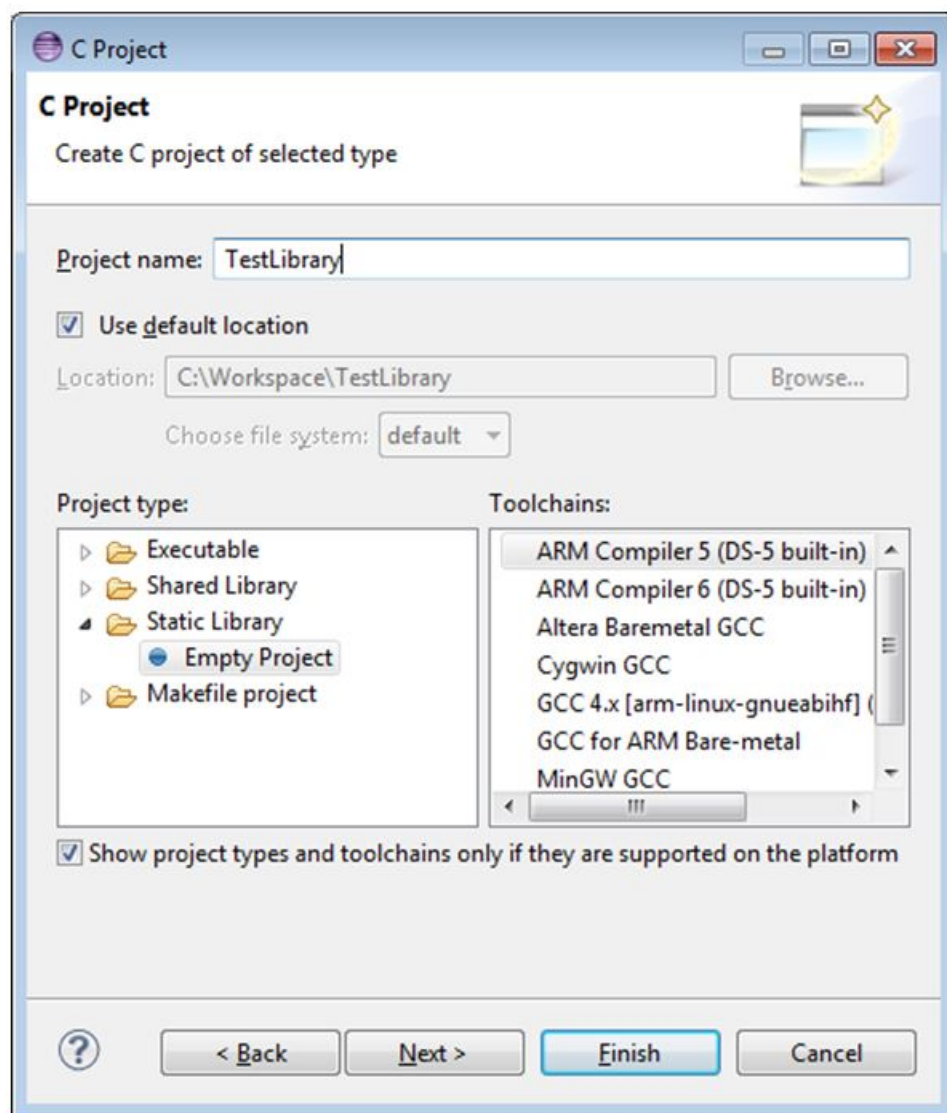 C Project
C Project
Create C project of selected type
Project name: TestLibrary
Use default location
Location: C:\Workspace\TestLibrary Browse...
Choose file system: default
Project type: Toolchains:
Executable
Shared Library
Static Library
Empty Project
Makefile project
ARM Compiler 5 (DS-5 built-in)
ARM Compiler 6 (DS-5 built-in)
Altera Baremetal GCC
Cygwin GCC
GCC 4.x [arm-linux-gnueabihf] (
GCC for ARM Bare-metal
MinGW GCC
Show project types and toolchains only if they are supported on the platform
? < Back Next > Finish Cancel